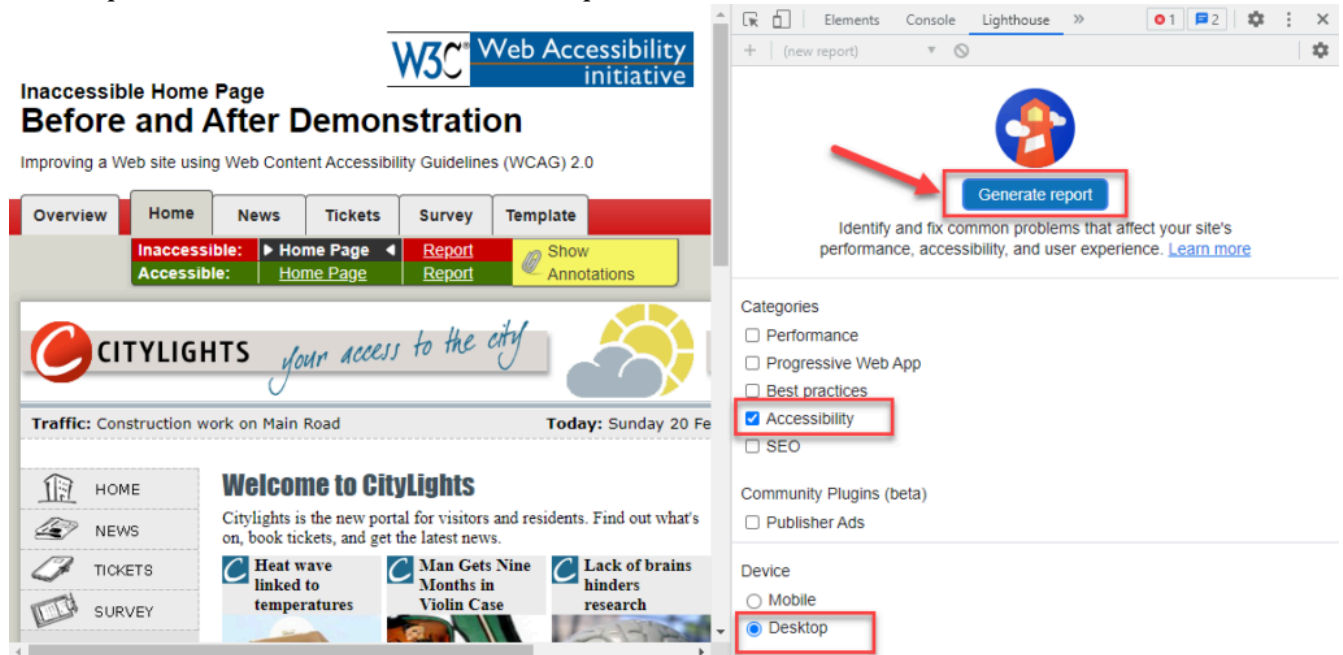 W3C® Web Accessibility
initiative
Inaccessible Home Page
Before and After Demonstration
Improving a Web site using Web Content Accessibility Guidelines (WCAG) 2.0
Overview Home News Tickets Survey Template
Inaccessible: Home Page Report Show
Accessible: Home Page Report Annotations
CITYLIGHTS your access to the city
Traffic: Construction work on Main Road Today: Sunday 20 Fe
HOME
NEWS
TICKETS
SURVEY
Welcome to CityLights
Citylights is the new portal for visitors and residents. Find out what's
on, book tickets, and get the latest news.
Heat wave
linked to
temperatures
Man Gets Nine
Months in
Violin Case
Lack of brains
hinders
research
Elements Console Lighthouse » 1 2
+ (new report)
Generate report
Identify and fix common problems that affect your site's
performance, accessibility, and user experience. Learn more
Categories
Performance
Progressive Web App
Best practices
Accessibility
SEO
Community Plugins (beta)
Publisher Ads
Device
Mobile
Desktop